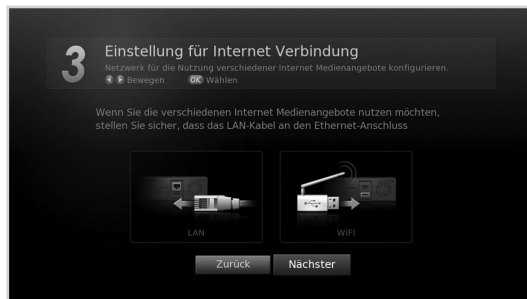 3
Einstellung für Internet Verbindung
Netzwerk für die Nutzung verschiedener Internet Medienangebote konfigurieren.
Bewegen OK Wählen
Wenn Sie die verschiedenen Internet Medienangebote nutzen möchten,
stellen Sie sicher, dass das LAN-Kabel an den Ethernet-Anschluss
LAN WiFi
Zurück Nächster